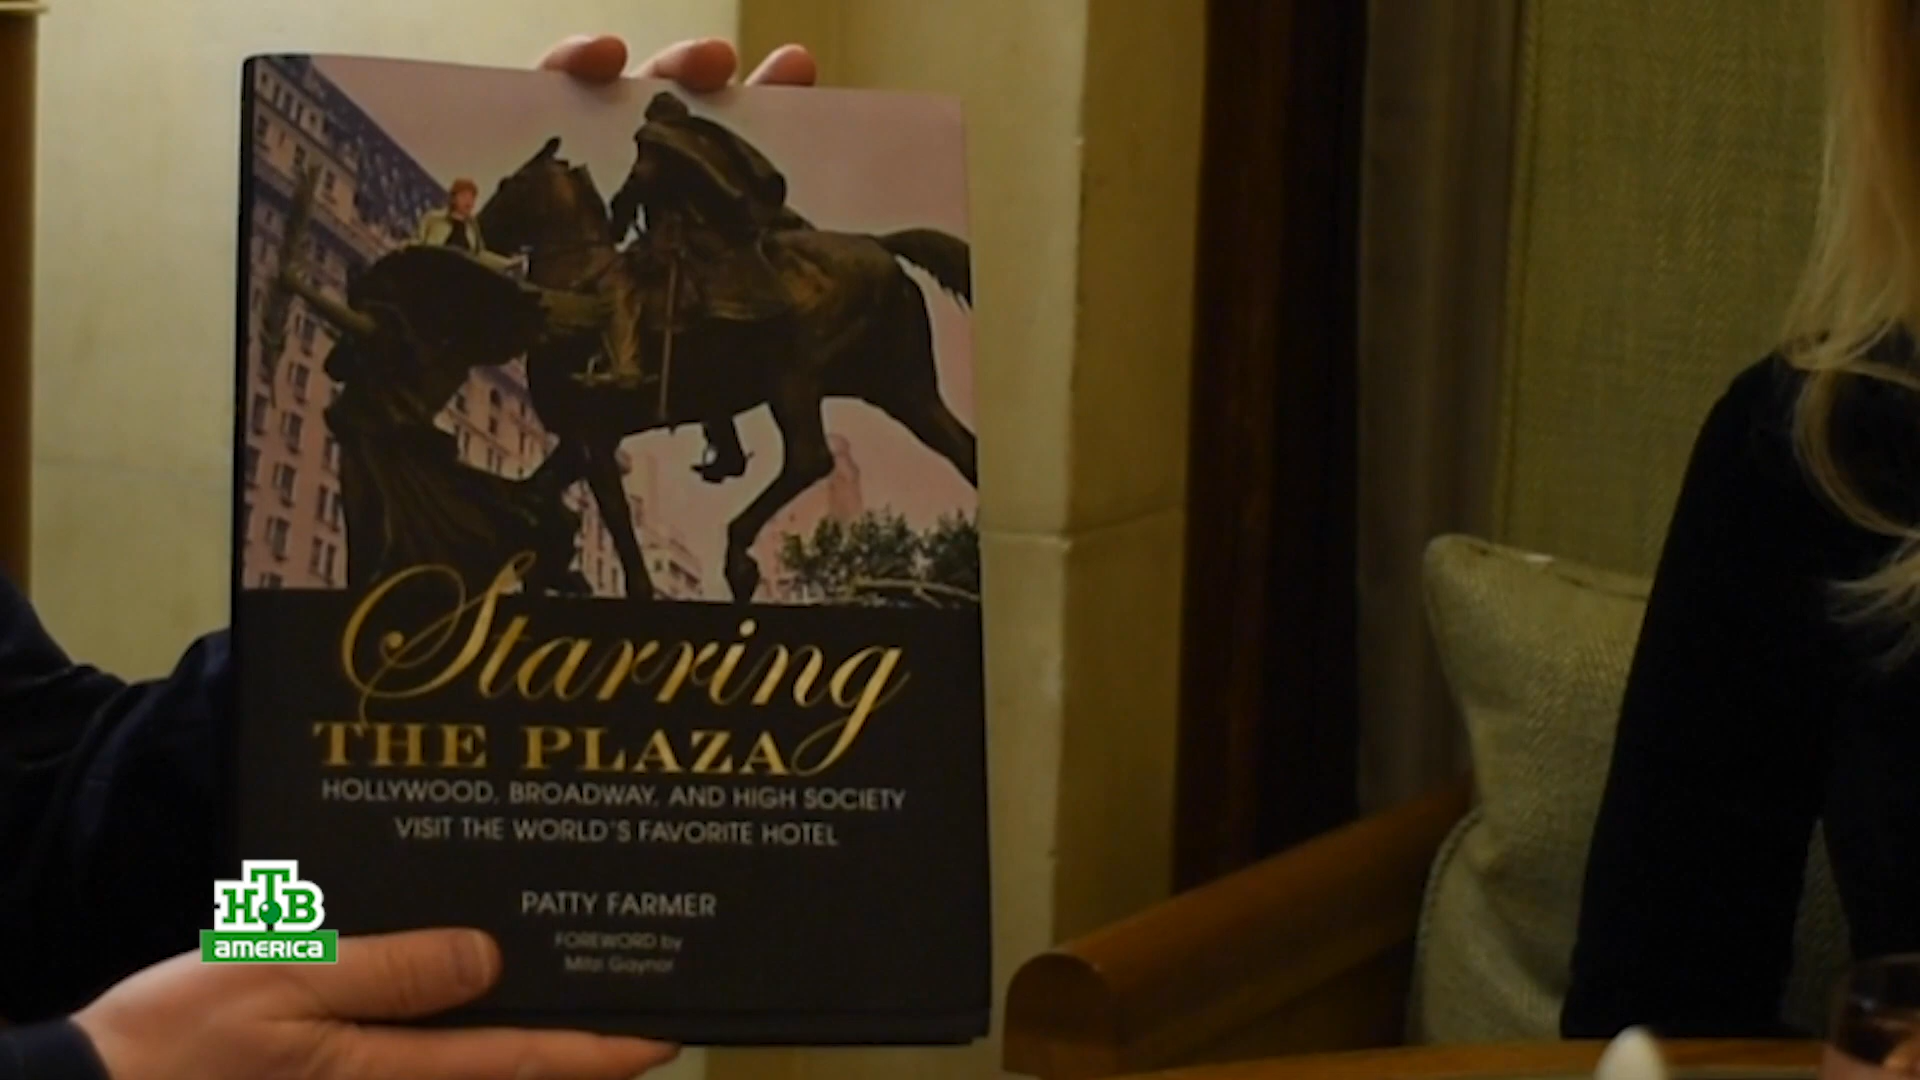 Starring
THE PLAZA
HOLLYWOOD, BROADWAY, AND HIGH SOCIETY
VISIT THE WORLD'S FAVORITE HOTEL
PATTY FARMER
FOREWORD by
Mitzi Gaynor
НТВ
america